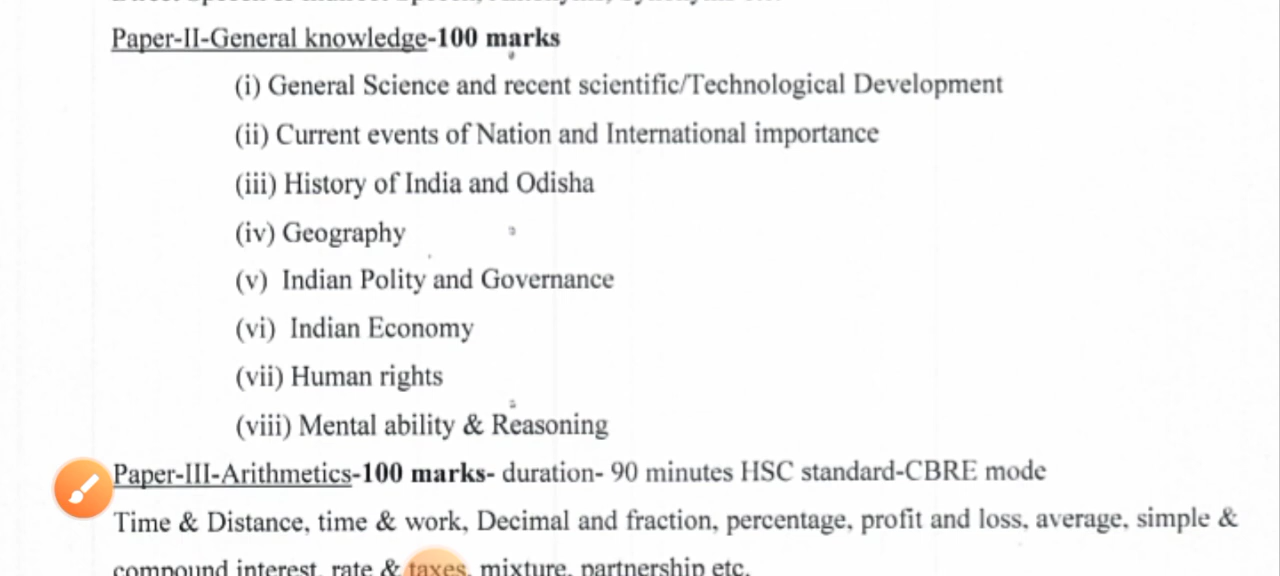 Paper-II-General knowledge-100 marks
(i) General Science and recent scientific/Technological Development
(ii) Current events of Nation and International importance
(iii) History of India and Odisha
(iv) Geography
(v) Indian Polity and Governance
(vi) Indian Economy
(vii) Human rights
(viii) Mental ability & Reasoning
Paper-III-Arithmetics-100 marks- duration- 90 minutes HSC standard-CBRE mode
Time & Distance, time & work, Decimal and fraction, percentage, profit and loss, average, simple &
compound interest, rate & taxes, mixture, partnership etc.